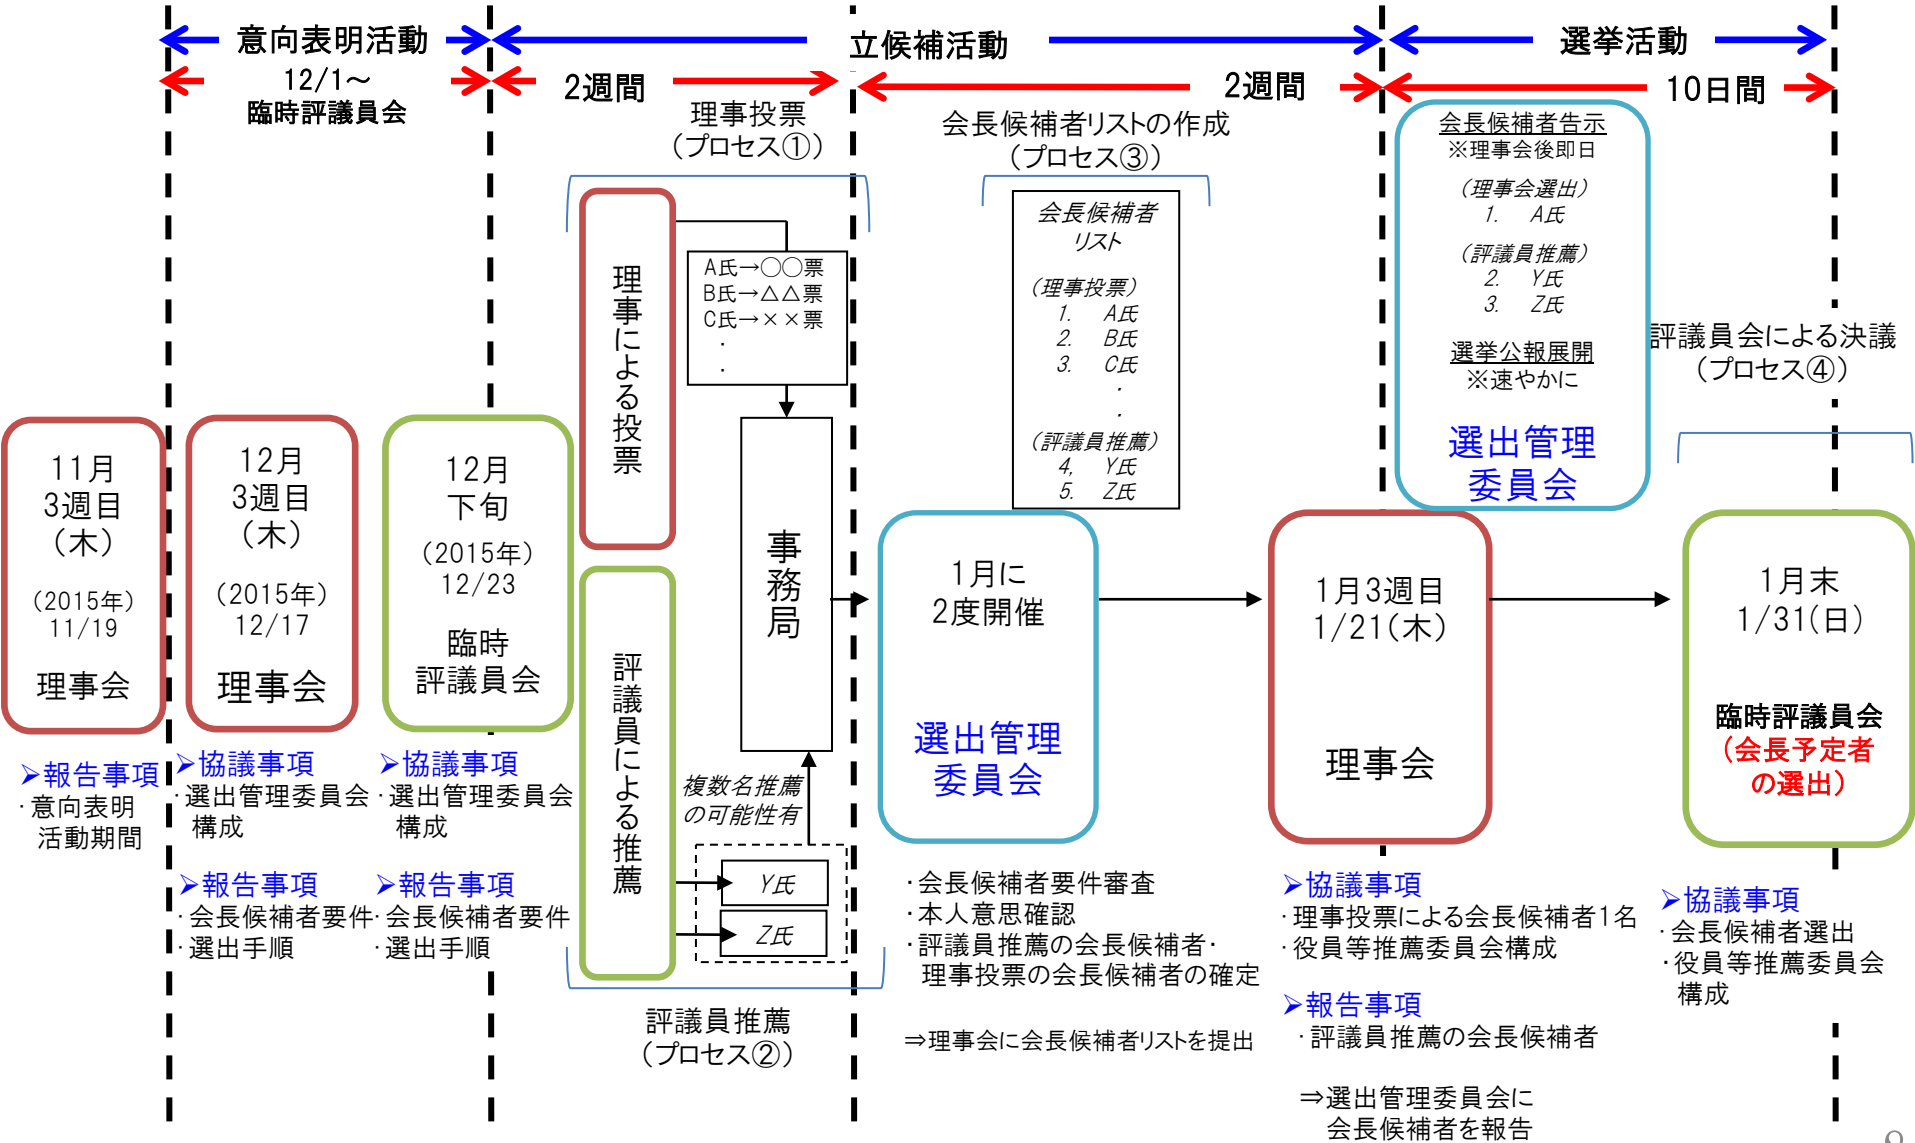 意向表明活動
12/1～
臨時評議員会
立候補活動
2週間
2週間
選挙活動
10日間
理事投票
（プロセス①）
会長候補者リストの作成
（プロセス③）
会長候補者告示
※理事会後即日
（理事会選出）
1. A氏
（評議員推薦）
2. Y氏
3. Z氏
選挙公報展開
※速やかに
選出管理
委員会
評議員会による決議
（プロセス④）
理事による投票
A氏→○○票
B氏→△△票
C氏→××票
・
・
会長候補者
リスト
（理事投票）
1. A氏
2. B氏
3. C氏
・
・
（評議員推薦）
4, Y氏
5. Z氏
11月
3週目
（木）
（2015年）
11/19
理事会
12月
3週目
（木）
（2015年）
12/17
理事会
12月
下旬
（2015年）
12/23
臨時
評議員会
事務局
評議員による推薦
複数名推薦
の可能性有
Y氏
Z氏
評議員推薦
（プロセス②）
1月に
2度開催
選出管理
委員会
1月3週目
1/21(木)
理事会
1月末
1/31(日)
臨時評議員会
（会長予定者
の選出）
➢報告事項
・意向表明
活動期間
➢協議事項
・選出管理委員会
構成
➢報告事項
・会長候補者要件
・選出手順
➢協議事項
・選出管理委員会
構成
➢報告事項
・会長候補者要件
・選出手順
・会長候補者要件審査
・本人意思確認
・評議員推薦の会長候補者・
理事投票の会長候補者の確定
⇒理事会に会長候補者リストを提出
➢協議事項
・理事投票による会長候補者1名
・役員等推薦委員会構成
➢報告事項
・評議員推薦の会長候補者
⇒選出管理委員会に
会長候補者を報告
➢協議事項
・会長候補者選出
・役員等推薦委員会
構成